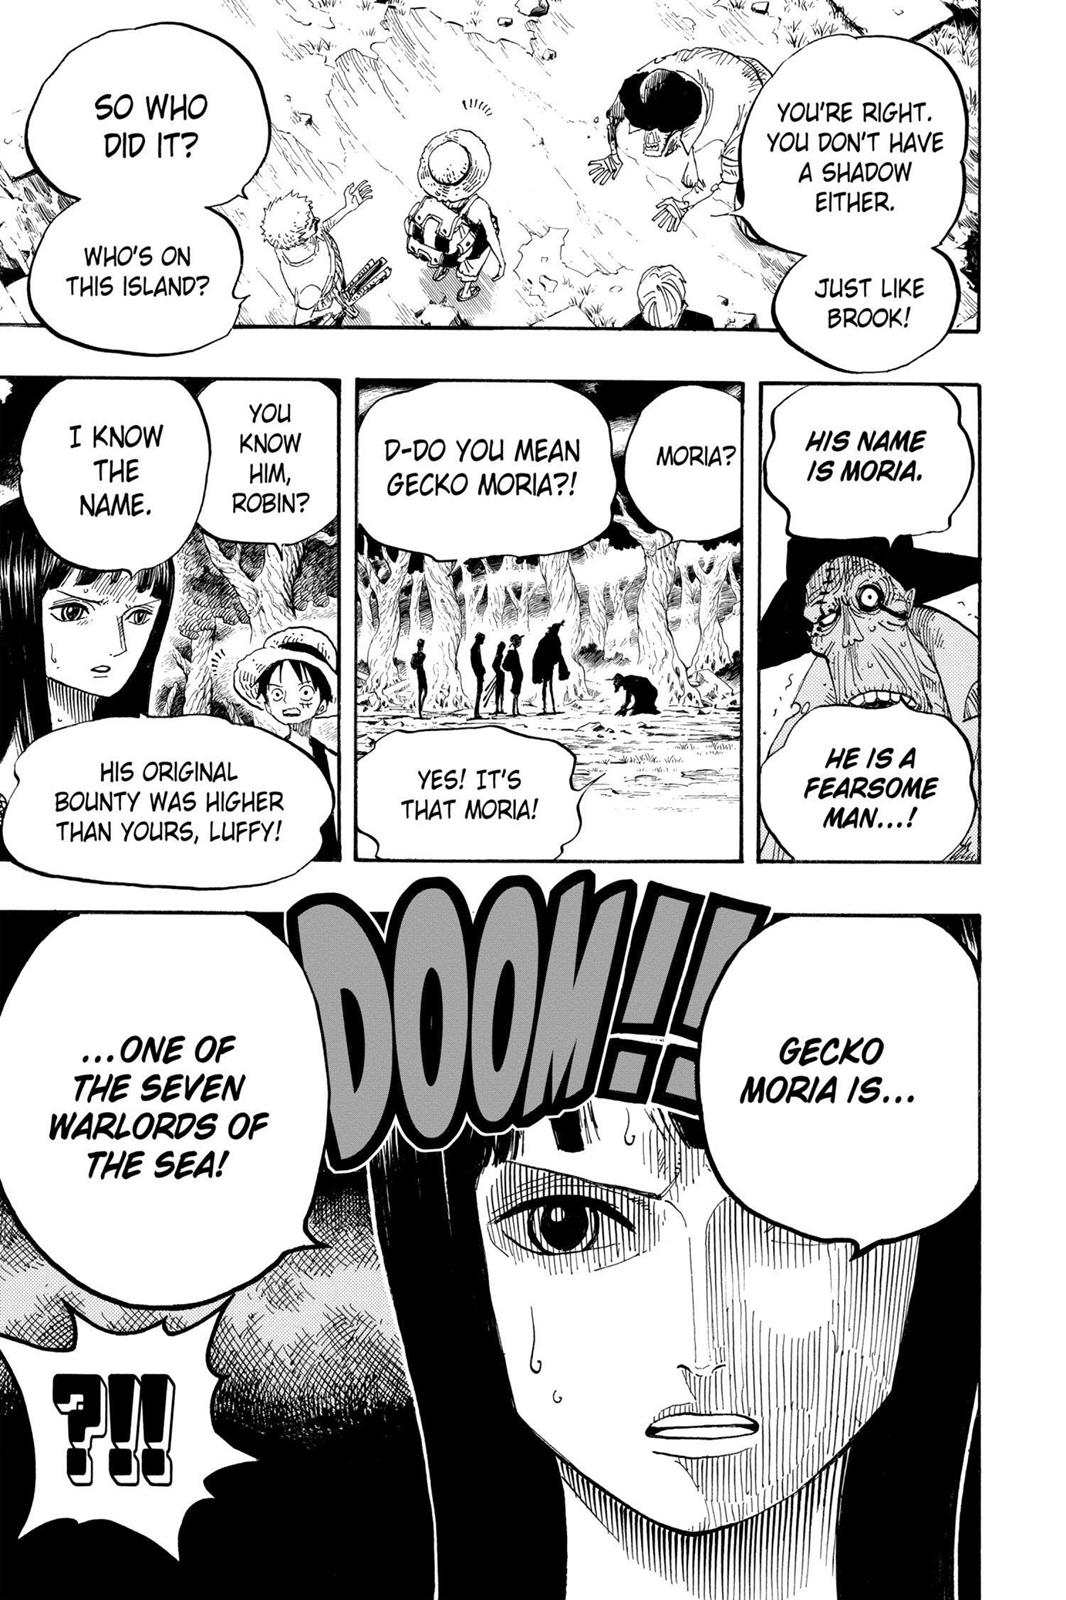 YOU'RE RIGHT.
YOU DON'T HAVE
A SHADOW
EITHER.
JUST LIKE
BROOK!
SO WHO
DID IT?
WHO'S ON
THIS ISLAND?
HIS NAME
IS MORIA.
HE IS A
FEARSOME
MAN...!
MORIA?
D-DO YOU MEAN
GECKO MORIA?!
YES! IT'S
THAT MORIA!
YOU
KNOW
HIM,
ROBIN?
I KNOW
THE
NAME.
HIS ORIGINAL
BOUNTY WAS HIGHER
THAN YOURS, LUFFY!
DOOM!!
GECKO
MORIA IS...
...ONE OF
THE SEVEN
WARLORDS OF
THE SEA!
?!!